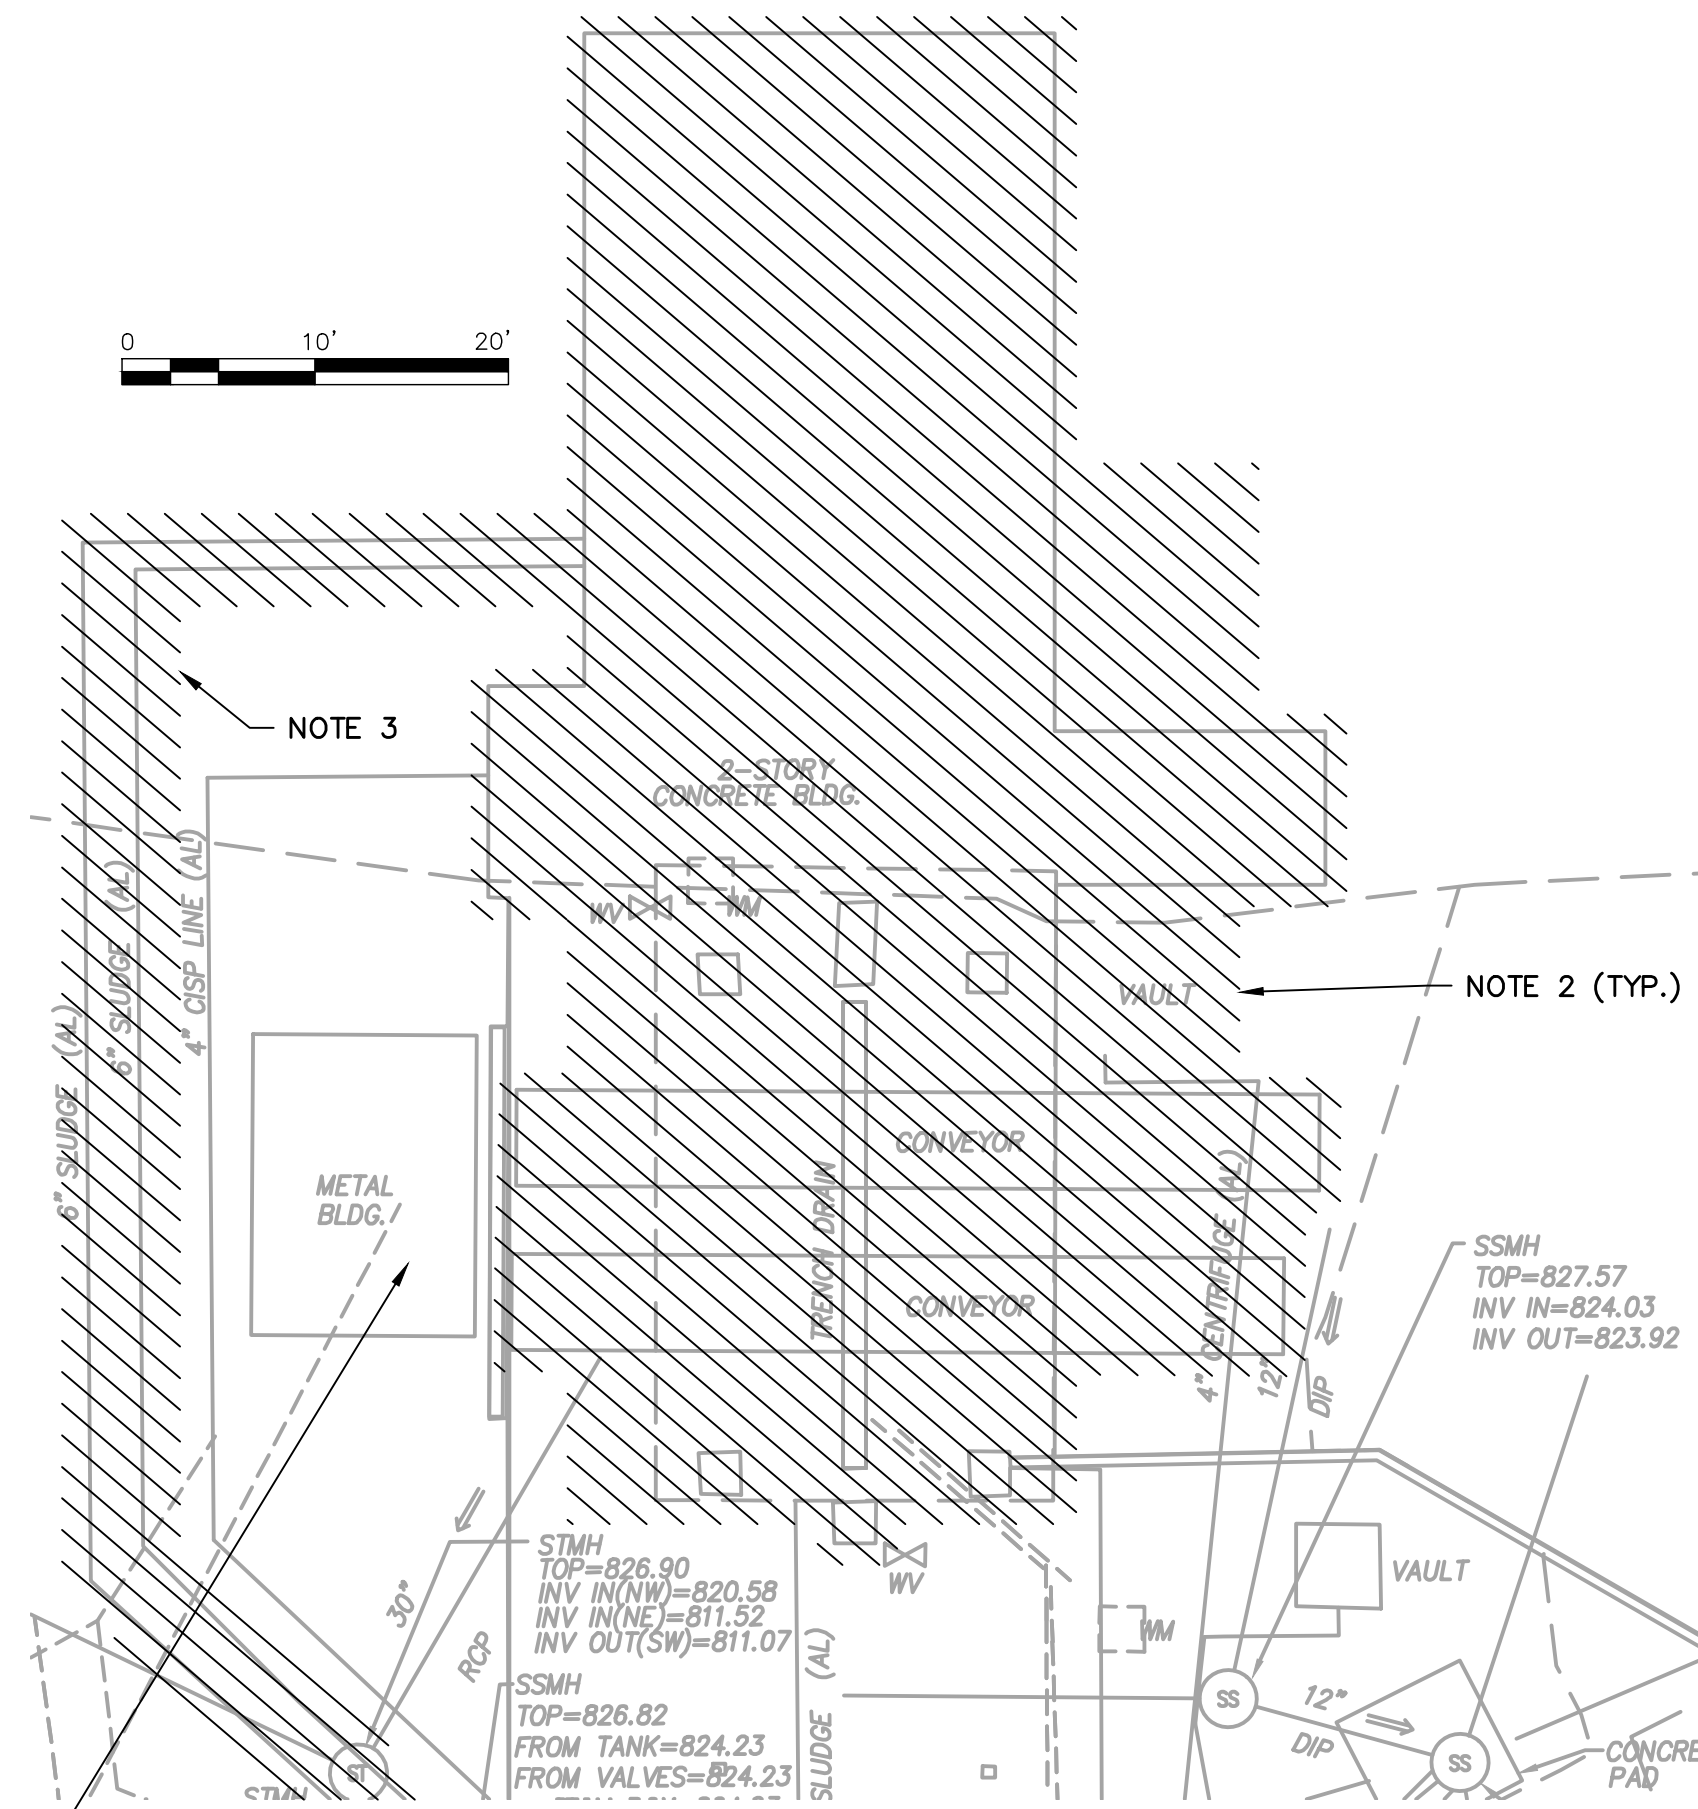 0 10' 20'
NOTE 3
2-STORY
CONCRETE BLDG.
WV
WM
4" CISP LINE (AL)
6" SLUDGE (AL)
6" SLUDGE (AL)
VAULT
NOTE 2 (TYP.)
CONVEYOR
METAL
BLDG.
TRENCH DRAIN
CONVEYOR
4" CENTRIFUGE (AL)
12"
DIP
SSMH
TOP=827.57
INV IN=824.03
INV OUT=823.92
STMH
TOP=826.90
INV IN(NW)=820.58
INV IN(NE)=811.52
INV OUT(SW)=811.07
30"
RCP
WV
VAULT
WM
SSMH
TOP=826.82
FROM TANK=824.23
FROM VALVES=824.23
SLUDGE (AL)
SS
12"
DIP
SS
ST
STMH
CONCRE
PAD